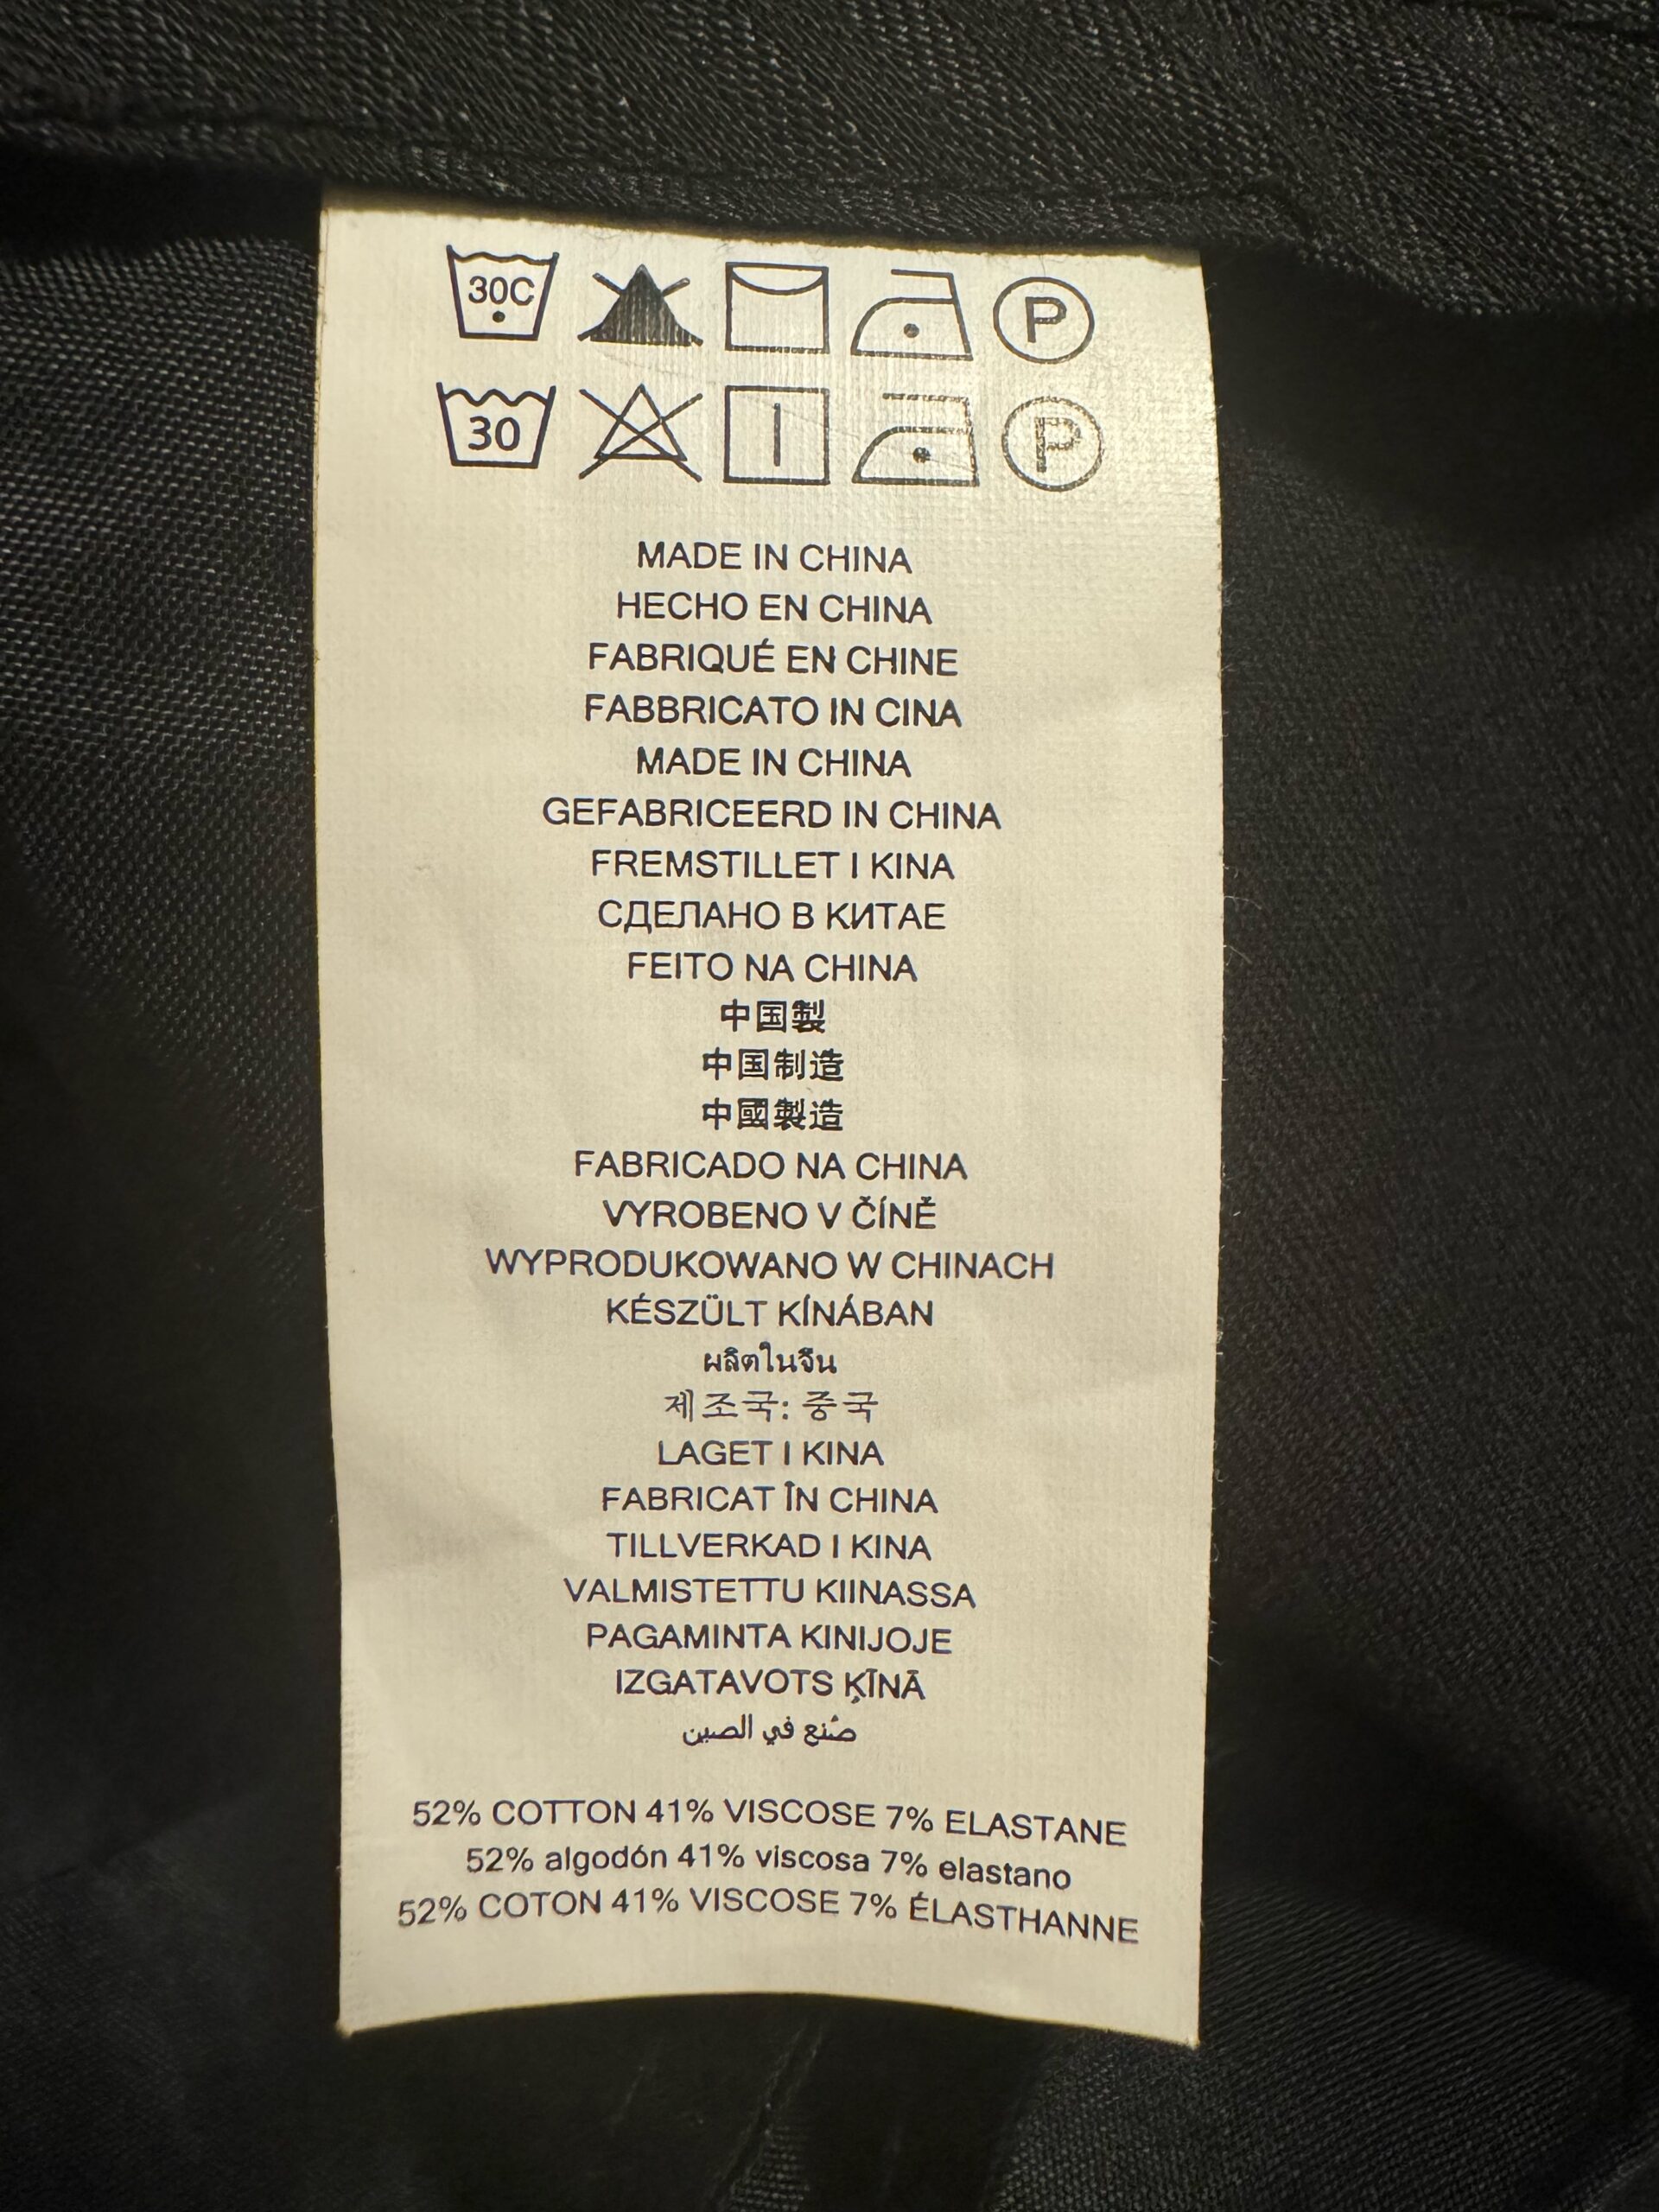 30C P
30 P
MADE IN CHINA
HECHO EN CHINA
FABRIQUÉ EN CHINE
FABBRICATO IN CINA
MADE IN CHINA
GEFABRICEERD IN CHINA
FREMSTILLET I KINA
СДЕЛАНО В КИТАЕ
FEITO NA CHINA
中国製
中国制造
中國製造
FABRICADO NA CHINA
VYROBENO V ČÍNĚ
WYPRODUKOWANO W CHINACH
KÉSZÜLT KÍNÁBAN
ผลิตในจีน
제조국: 중국
LAGET I KINA
FABRICAT ÎN CHINA
TILLVERKAD I KINA
VALMISTETTU KIINASSA
PAGAMINTA KINIJOJE
IZGATAVOTS ĶĪNĀ
صُنع في الصين
52% COTTON 41% VISCOSE 7% ELASTANE
52% algodón 41% viscosa 7% elastano
52% COTON 41% VISCOSE 7% ÉLASTHANNE